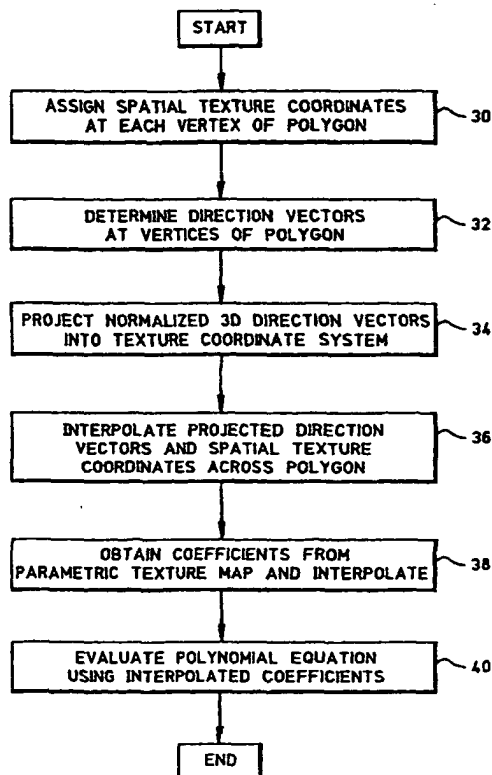 START
ASSIGN SPATIAL TEXTURE COORDINATES
AT EACH VERTEX OF POLYGON
30
DETERMINE DIRECTION VECTORS
AT VERTICES OF POLYGON
32
PROJECT NORMALIZED 3D DIRECTION VECTORS
INTO TEXTURE COORDINATE SYSTEM
34
INTERPOLATE PROJECTED DIRECTION
VECTORS AND SPATIAL TEXTURE
COORDINATES ACROSS POLYGON
36
OBTAIN COEFFICIENTS FROM
PARAMETRIC TEXTURE MAP AND INTERPOLATE
38
EVALUATE POLYNOMIAL EQUATION
USING INTERPOLATED COEFFICIENTS
40
END